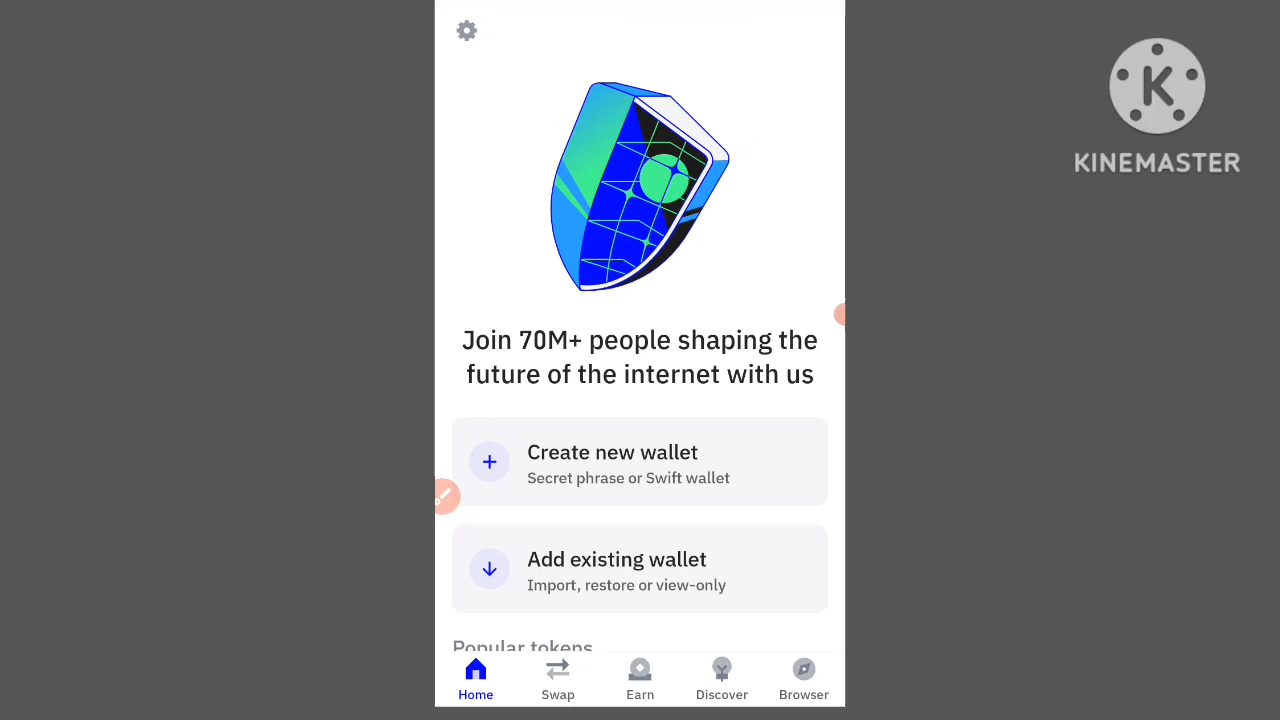 KINEMASTER
Join 70M+ people shaping the
future of the internet with us
Create new wallet
Secret phrase or Swift wallet
Add existing wallet
Import, restore or view-only
Popular tokens
Home
Swap
Earn
Discover
Browser